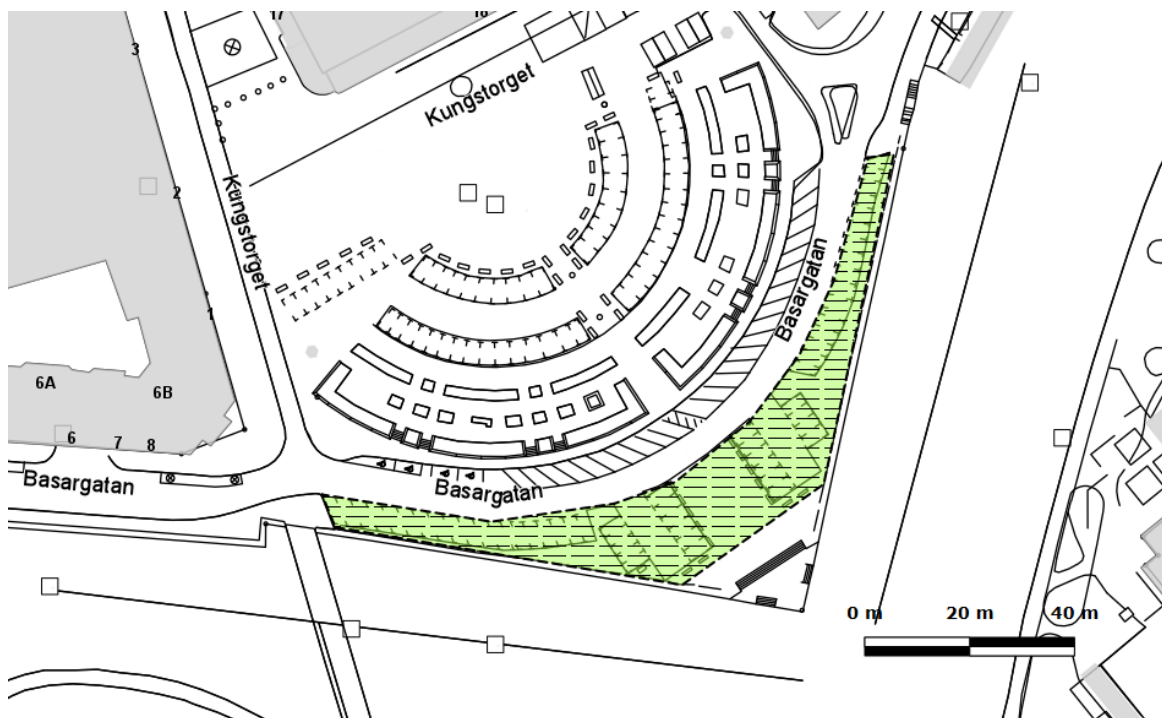 17
18
3
Kungstorget
2
Kungstorget
1
Basargatan
6A
6B
6
7
8
Basargatan
Basargatan
0 m 20 m 40 m